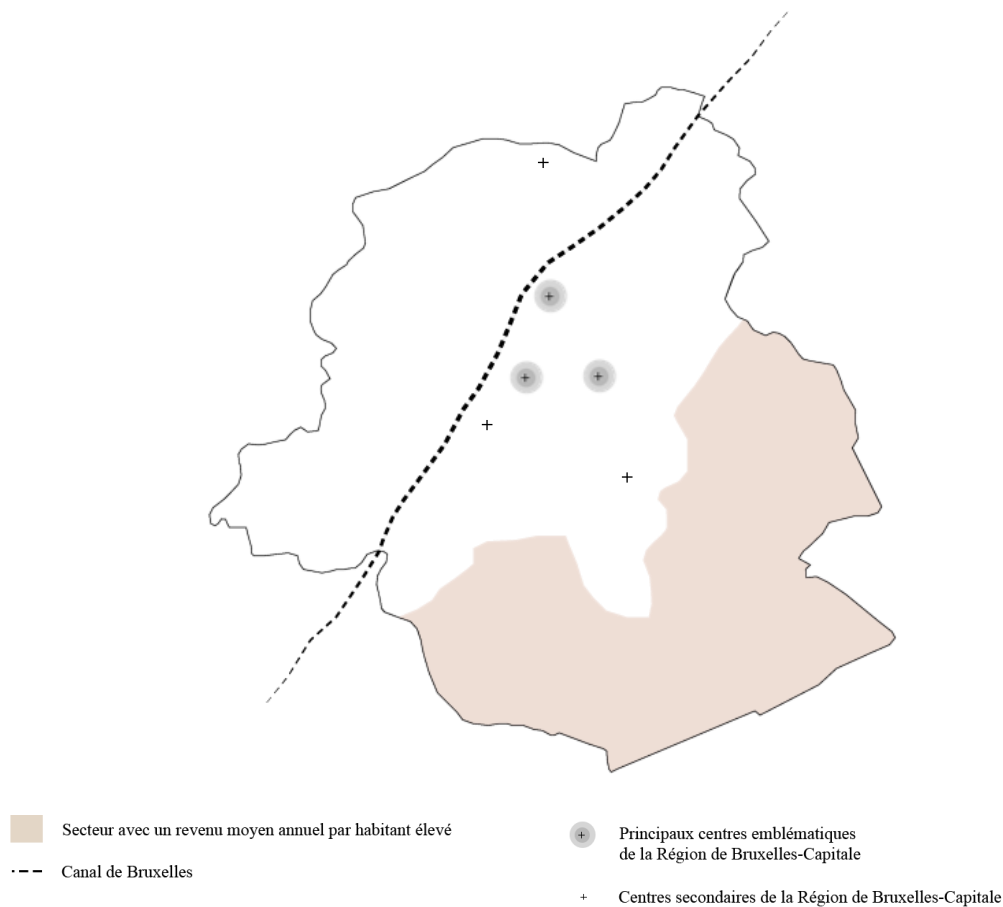 Secteur avec un revenu moyen annuel par habitant élevé
Canal de Bruxelles
Principaux centres emblématiques
de la Région de Bruxelles-Capitale
Centres secondaires de la Région de Bruxelles-Capitale